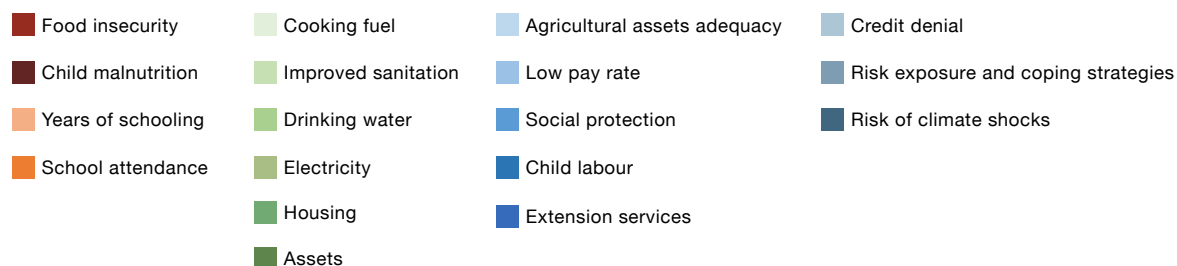 Food insecurity
Child malnutrition
Years of schooling
School attendance
Cooking fuel
Improved sanitation
Drinking water
Electricity
Housing
Assets
Agricultural assets adequacy
Low pay rate
Social protection
Child labour
Extension services
Credit denial
Risk exposure and coping strategies
Risk of climate shocks